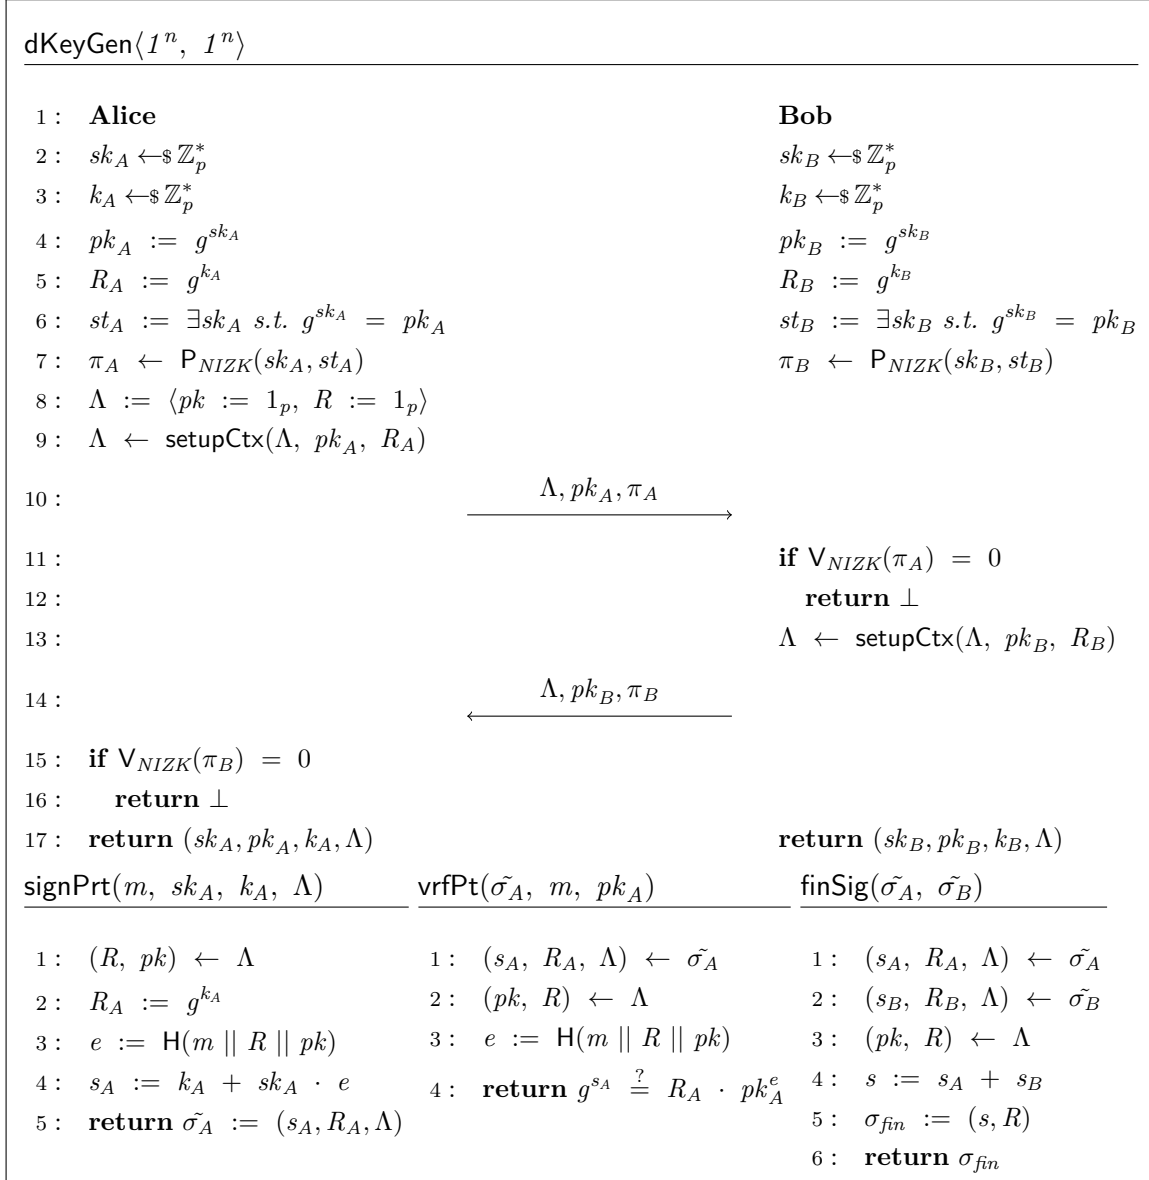 dKeyGen⟨1^n, 1^n⟩
1 : Alice Bob
2 : sk_A ←$ ℤ_p^* sk_B ←$ ℤ_p^*
3 : k_A ←$ ℤ_p^* k_B ←$ ℤ_p^*
4 : pk_A := g^{sk_A} pk_B := g^{sk_B}
5 : R_A := g^{k_A} R_B := g^{k_B}
6 : st_A := ∃sk_A s.t. g^{sk_A} = pk_A st_B := ∃sk_B s.t. g^{sk_B} = pk_B
7 : π_A ← P_{NIZK}(sk_A, st_A) π_B ← P_{NIZK}(sk_B, st_B)
8 : Λ := ⟨pk := 1_p, R := 1_p⟩
9 : Λ ← setupCtx(Λ, pk_A, R_A)
10 : Λ, pk_A, π_A
11 : if V_{NIZK}(π_A) = 0
12 : return ⊥
13 : Λ ← setupCtx(Λ, pk_B, R_B)
14 : Λ, pk_B, π_B
15 : if V_{NIZK}(π_B) = 0
16 : return ⊥
17 : return (sk_A, pk_A, k_A, Λ) return (sk_B, pk_B, k_B, Λ)
signPrt(m, sk_A, k_A, Λ)
1 : (R, pk) ← Λ
2 : R_A := g^{k_A}
3 : e := H(m || R || pk)
4 : s_A := k_A + sk_A · e
5 : return σ̃_A := (s_A, R_A, Λ)
vrfPt(σ̃_A, m, pk_A)
1 : (s_A, R_A, Λ) ← σ̃_A
2 : (pk, R) ← Λ
3 : e := H(m || R || pk)
4 : return g^{s_A} ≟ R_A · pk_A^e
finSig(σ̃_A, σ̃_B)
1 : (s_A, R_A, Λ) ← σ̃_A
2 : (s_B, R_B, Λ) ← σ̃_B
3 : (pk, R) ← Λ
4 : s := s_A + s_B
5 : σ_{fin} := (s, R)
6 : return σ_{fin}